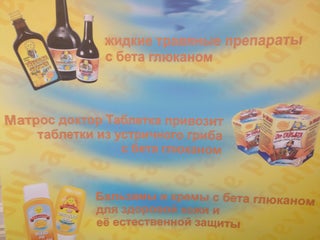 жидкие травяные препараты
с бета глюканом
Матрос доктор Таблетка привозит
таблетки из устричного гриба
с бета глюканом
Бальзамы и кремы с бета глюканом
для здоровой кожи и
её естественной защиты